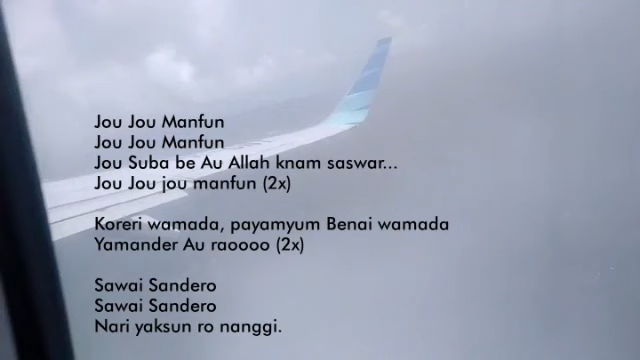 Jou Jou Manfun
Jou Jou Manfun
Jou Suba be Au Allah knam saswar...
Jou Jou jou manfun (2x)
Koreri wamada, payamyum Benai wamada
Yamander Au raoooo (2x)
Sawai Sandero
Sawai Sandero
Nari yaksun ro nanggi.